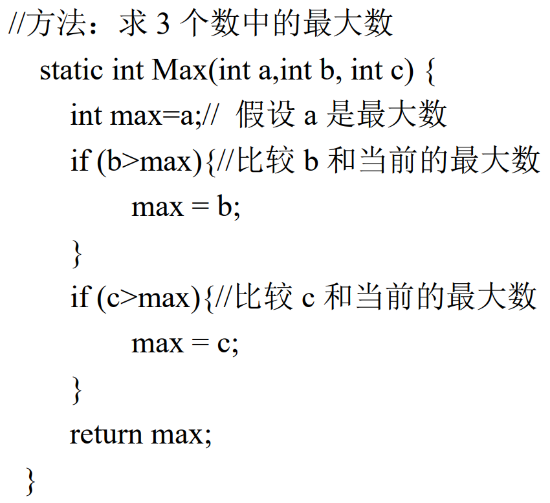 //方法：求 3 个数中的最大数
static int Max(int a,int b, int c) {
int max=a;// 假设 a 是最大数
if (b>max){//比较 b 和当前的最大数
max = b;
}
if (c>max){//比较 c 和当前的最大数
max = c;
}
return max;
}